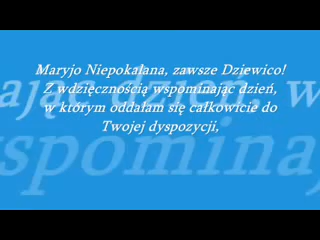 Maryjo Niepokalana, zawsze Dziewico!
Z wdzięcznością wspominając dzień,
w którym oddałam się całkowicie do
Twojej dyspozycji,